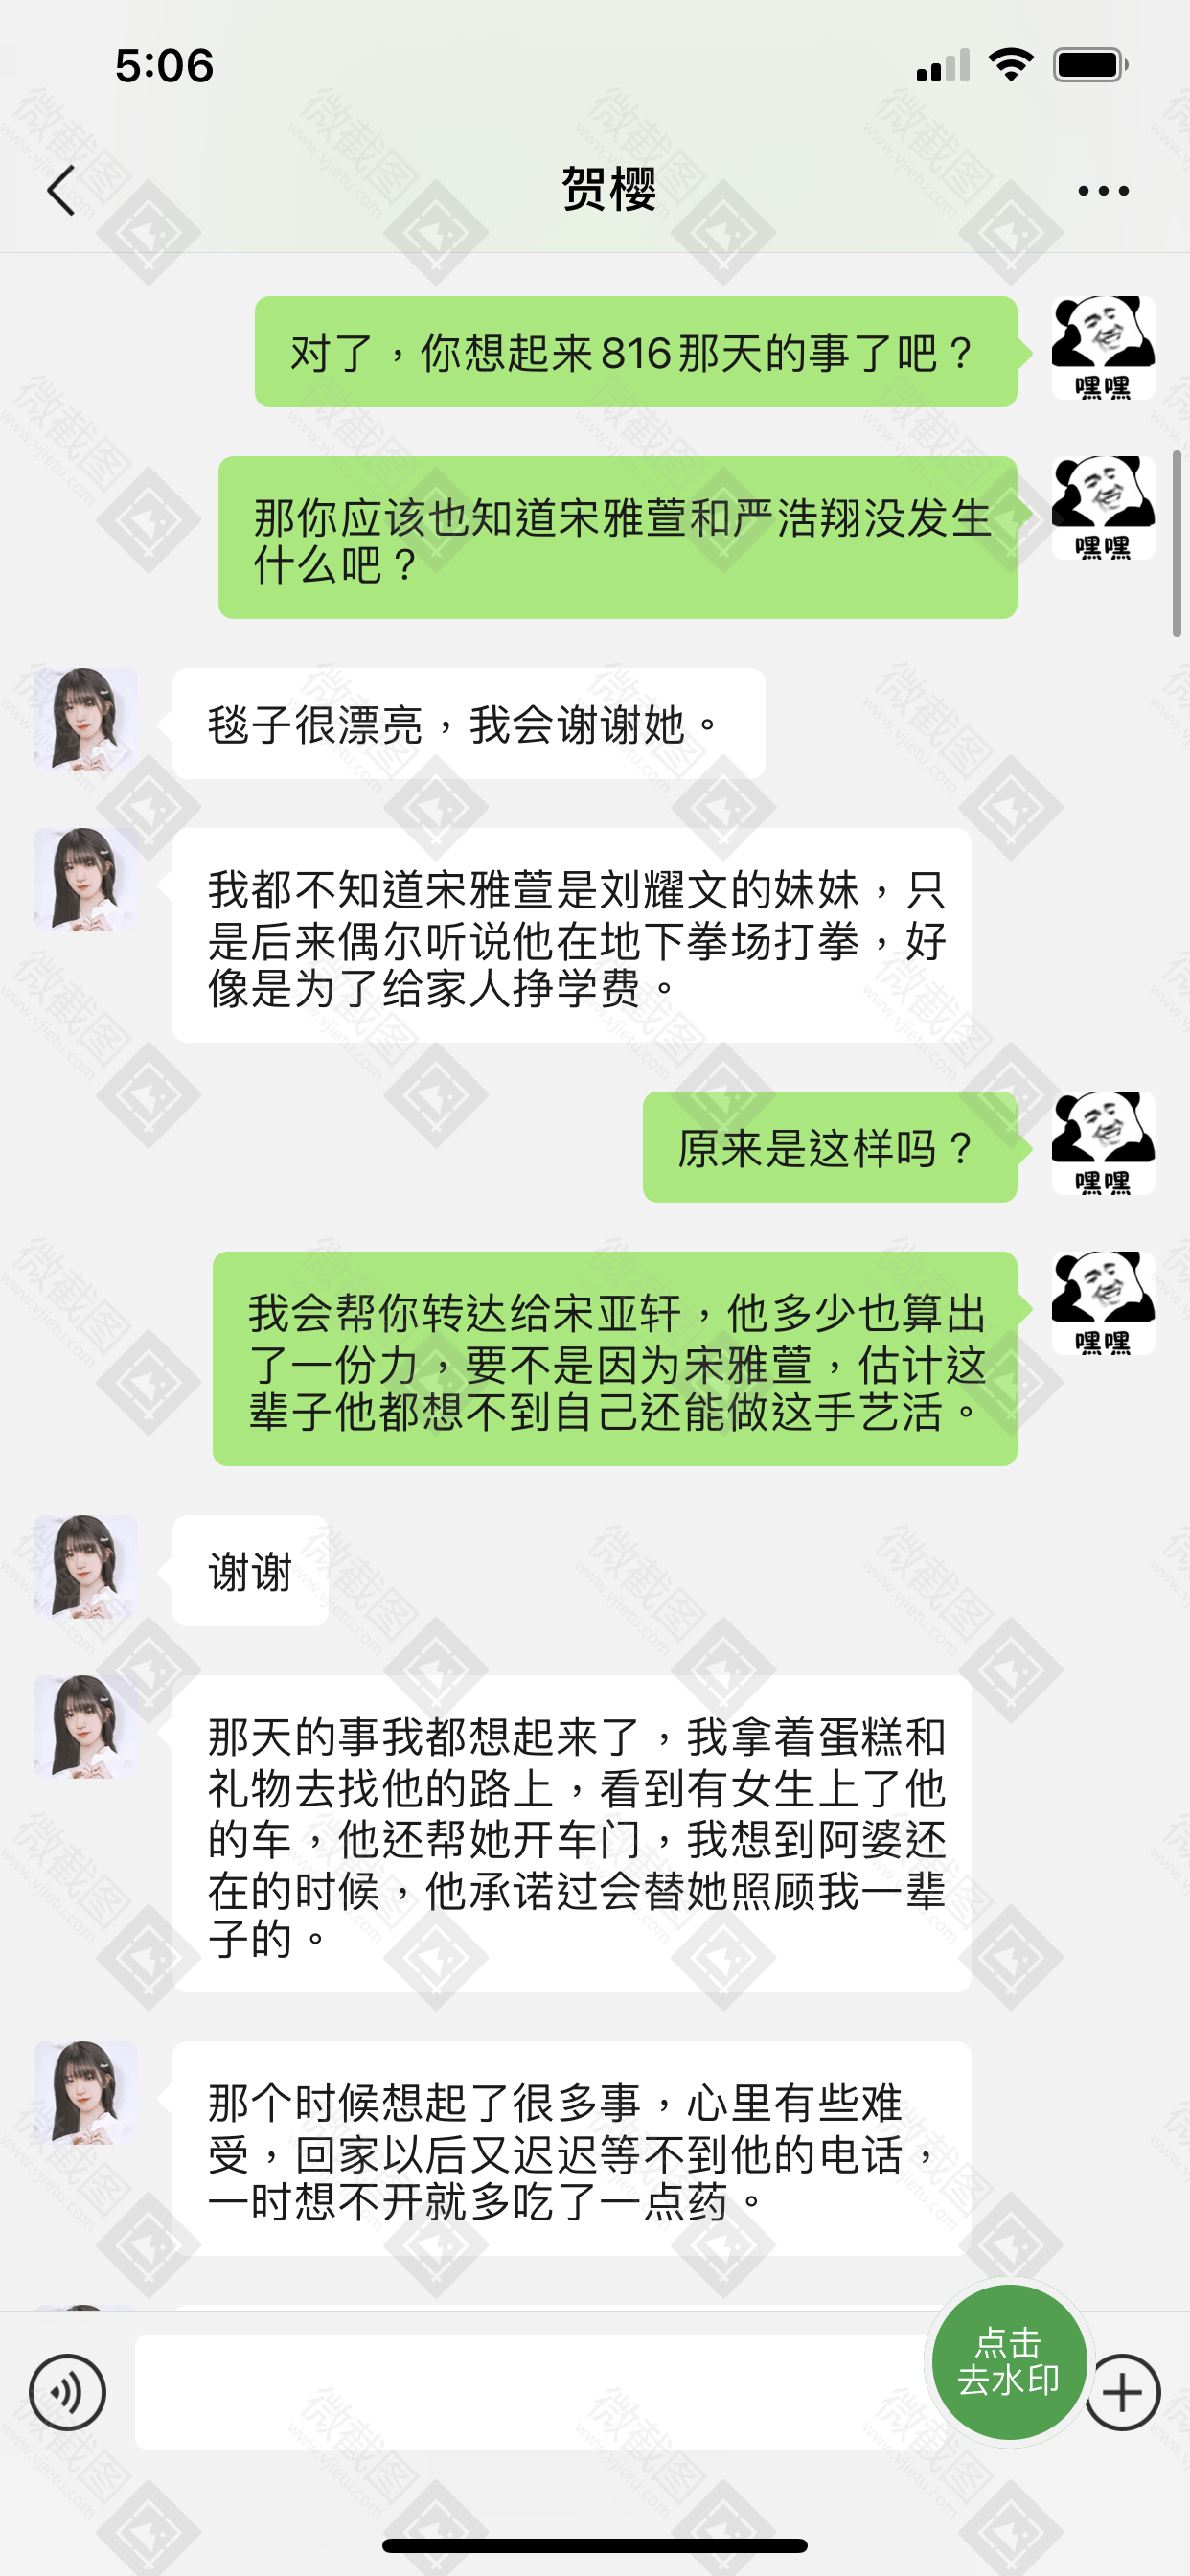 5:06
贺樱
对了，你想起来816那天的事了吧？
嘿嘿
那你应该也知道宋雅萱和严浩翔没发生
什么吧？
嘿嘿
毯子很漂亮，我会谢谢她。
我都不知道宋雅萱是刘耀文的妹妹，只
是后来偶尔听说他在地下拳场打拳，好
像是为了给家人挣学费。
原来是这样吗？
嘿嘿
我会帮你转达给宋亚轩，他多少也算出
了一份力，要不是因为宋雅萱，估计这
辈子他都想不到自己还能做这手艺活。
嘿嘿
谢谢
那天的事我都想起来了，我拿着蛋糕和
礼物去找他的路上，看到有女生上了他
的车，他还帮她开车门，我想到阿婆还
在的时候，他承诺过会替她照顾我一辈
子的。
那个时候想起了很多事，心里有些难
受，回家以后又迟迟等不到他的电话，
一时想不开就多吃了一点药。
点击
去水印
微截图
www.vjietu.com